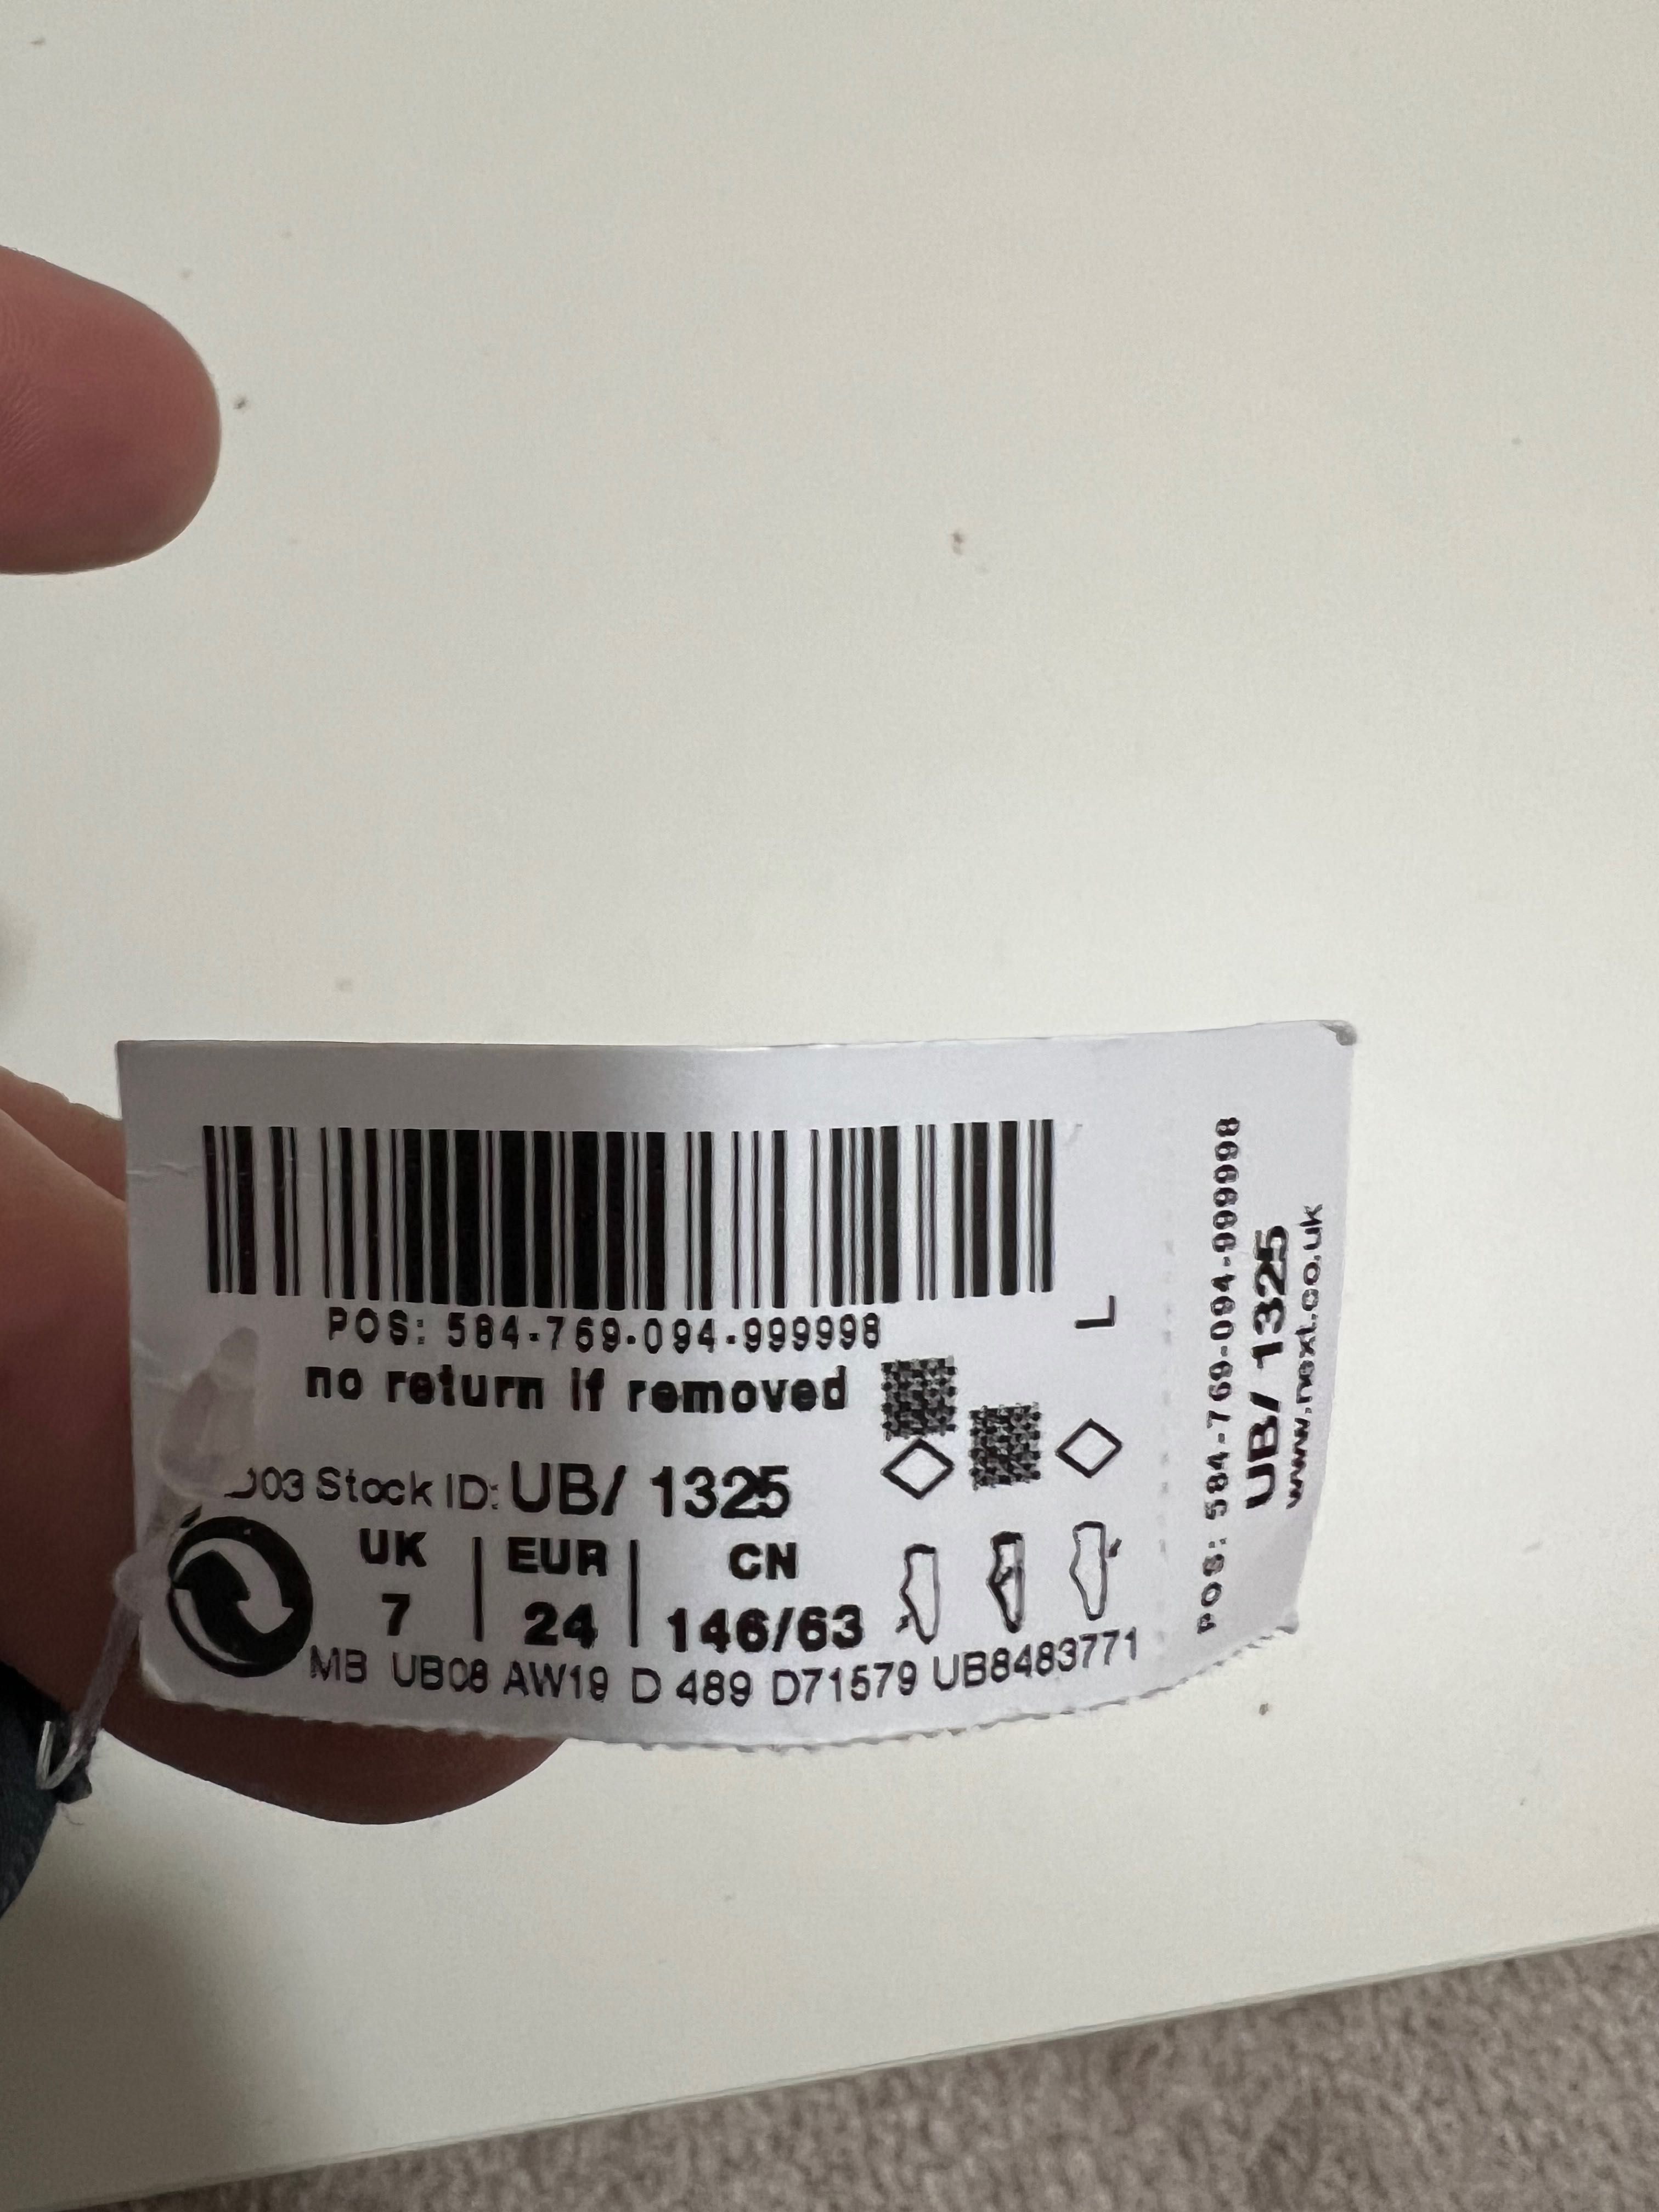 POS: 584-769-094-999998
no return if removed
L
Stock ID: UB/ 1325
UK | EUR | CN
7 | 24 | 146/63
MB UB08 AW19 D 489 D71579 UB8483771
POS: 584-769-094-999998
UB/ 1325
www.next.co.uk